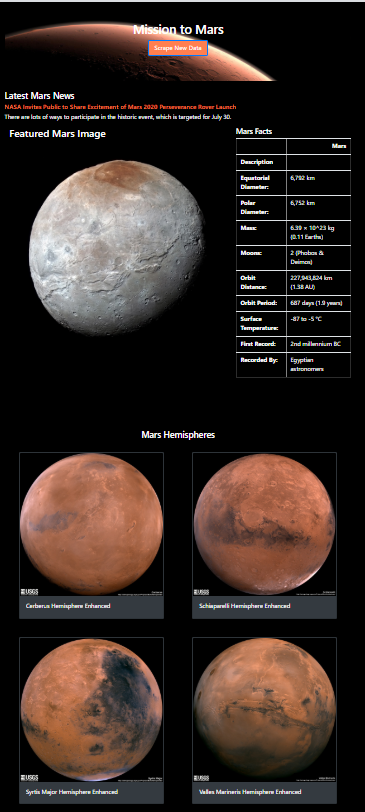 Mission to Mars
Scrape New Data
Latest Mars News
NASA Invites Public to Share Excitement of Mars 2020 Perseverance Rover Launch
There are lots of ways to participate in the historic event, which is targeted for July 30.
Featured Mars Image
Mars Facts
Mars
Description
Equatorial
Diameter:
6,792 km
Polar
Diameter:
6,752 km
Mass:
6.39 × 10^23 kg
(0.11 Earths)
Moons:
2 (Phobos &
Deimos)
Orbit
Distance:
227,943,824 km
(1.38 AU)
Orbit Period:
687 days (1.9 years)
Surface
Temperature:
-87 to -5 °C
First Record:
2nd millennium BC
Recorded By:
Egyptian
astronomers
Mars Hemispheres
USGS
Cerberus Hemisphere Enhanced
USGS
Schiaparelli Hemisphere Enhanced
USGS
Syrtis Major Hemisphere Enhanced
USGS
Valles Marineris Hemisphere Enhanced